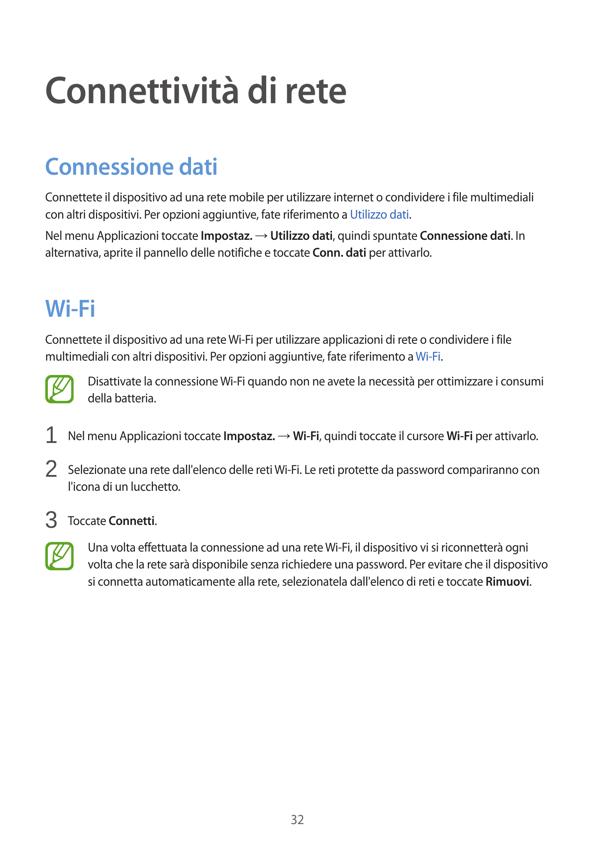 Connettività di rete
Connessione dati
Connettete il dispositivo ad una rete mobile per utilizzare internet o condividere i file multimediali
con altri dispositivi. Per opzioni aggiuntive, fate riferimento a Utilizzo dati.
Nel menu Applicazioni toccate Impostaz. → Utilizzo dati, quindi spuntate Connessione dati. In
alternativa, aprite il pannello delle notifiche e toccate Conn. dati per attivarlo.
Wi-Fi
Connettete il dispositivo ad una rete Wi-Fi per utilizzare applicazioni di rete o condividere i file
multimediali con altri dispositivi. Per opzioni aggiuntive, fate riferimento a Wi-Fi.
Disattivate la connessione Wi-Fi quando non ne avete la necessità per ottimizzare i consumi
della batteria.
1 Nel menu Applicazioni toccate Impostaz. → Wi-Fi, quindi toccate il cursore Wi-Fi per attivarlo.
2 Selezionate una rete dall'elenco delle reti Wi-Fi. Le reti protette da password compariranno con
l'icona di un lucchetto.
3 Toccate Connetti.
Una volta effettuata la connessione ad una rete Wi-Fi, il dispositivo vi si riconnetterà ogni
volta che la rete sarà disponibile senza richiedere una password. Per evitare che il dispositivo
si connetta automaticamente alla rete, selezionatela dall'elenco di reti e toccate Rimuovi.
32